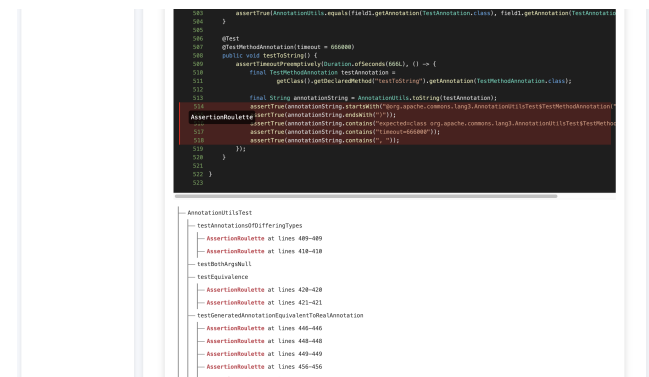 503 assertTrue(AnnotationUtils.equals(field1.getAnnotation(TestAnnotation.class), field1.getAnnotation(TestAnnotatio
504 }
505
506 @Test
507 @TestMethodAnnotation(timeout = 666000)
508 public void testToString() {
509 assertTimeoutPreemptively(Duration.ofSeconds(666L), () -> {
510 final TestMethodAnnotation testAnnotation =
511 getClass().getDeclaredMethod("testToString").getAnnotation(TestMethodAnnotation.class);
512
513 final String annotationString = AnnotationUtils.toString(testAnnotation);
514 assertTrue(annotationString.startsWith("@org.apache.commons.lang3.AnnotationUtilsTest$TestMethodAnnotation("
AssertionRoulette ssertTrue(annotationString.endsWith(")"));
516 assertTrue(annotationString.contains("expected=class org.apache.commons.lang3.AnnotationUtilsTest$TestMethod
517 assertTrue(annotationString.contains("timeout=666000"));
518 assertTrue(annotationString.contains(", "));
519 });
520 }
521
522 }
523
AnnotationUtilsTest
testAnnotationsOfDifferingTypes
AssertionRoulette at lines 409-409
AssertionRoulette at lines 410-410
testBothArgsNull
testEquivalence
AssertionRoulette at lines 420-420
AssertionRoulette at lines 421-421
testGeneratedAnnotationEquivalentToRealAnnotation
AssertionRoulette at lines 446-446
AssertionRoulette at lines 448-448
AssertionRoulette at lines 449-449
AssertionRoulette at lines 456-456